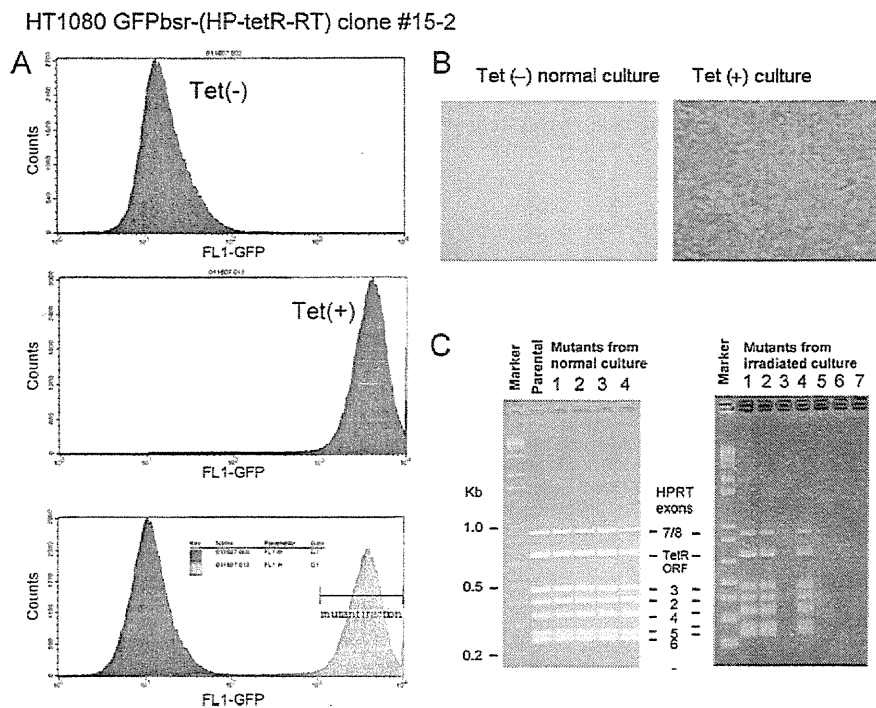 HT1080 GFPbsr-(HP-tetR-RT) clone #15-2
A
Tet(-)
Counts
FL1-GFP
Tet(+)
Counts
FL1-GFP
Counts
FL1-GFP
B
Tet (–) normal culture
Tet (+) culture
C
Marker
Parental
Mutants from
normal culture
1 2 3 4
Marker
Mutants from
irradiated culture
1 2 3 4 5 6 7
Kb
1.0
0.5
0.2
HPRT
exons
7/8
TetR
ORF
3
2
4
5
6